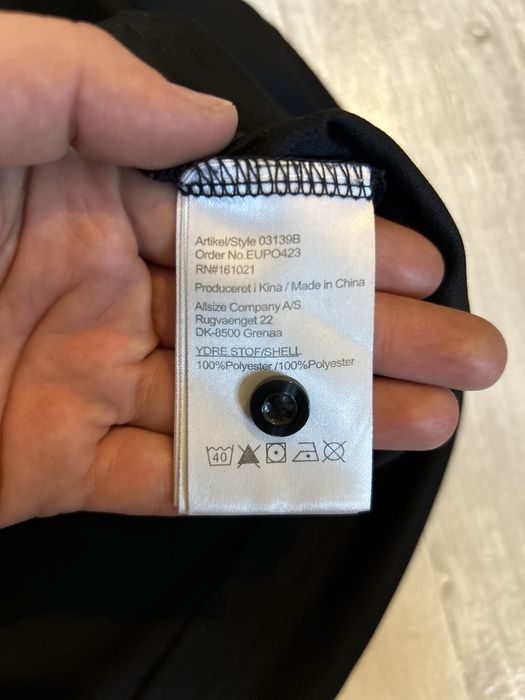 Artikel/Style 03139B
Order No.EUPO423
RN#161021
Produceret i Kina / Made in China
Allsize Company A/S
Rugvaenget 22
DK-8500 Grenaa
YDRE STOF/SHELL
100%Polyester /100%Polyester
40